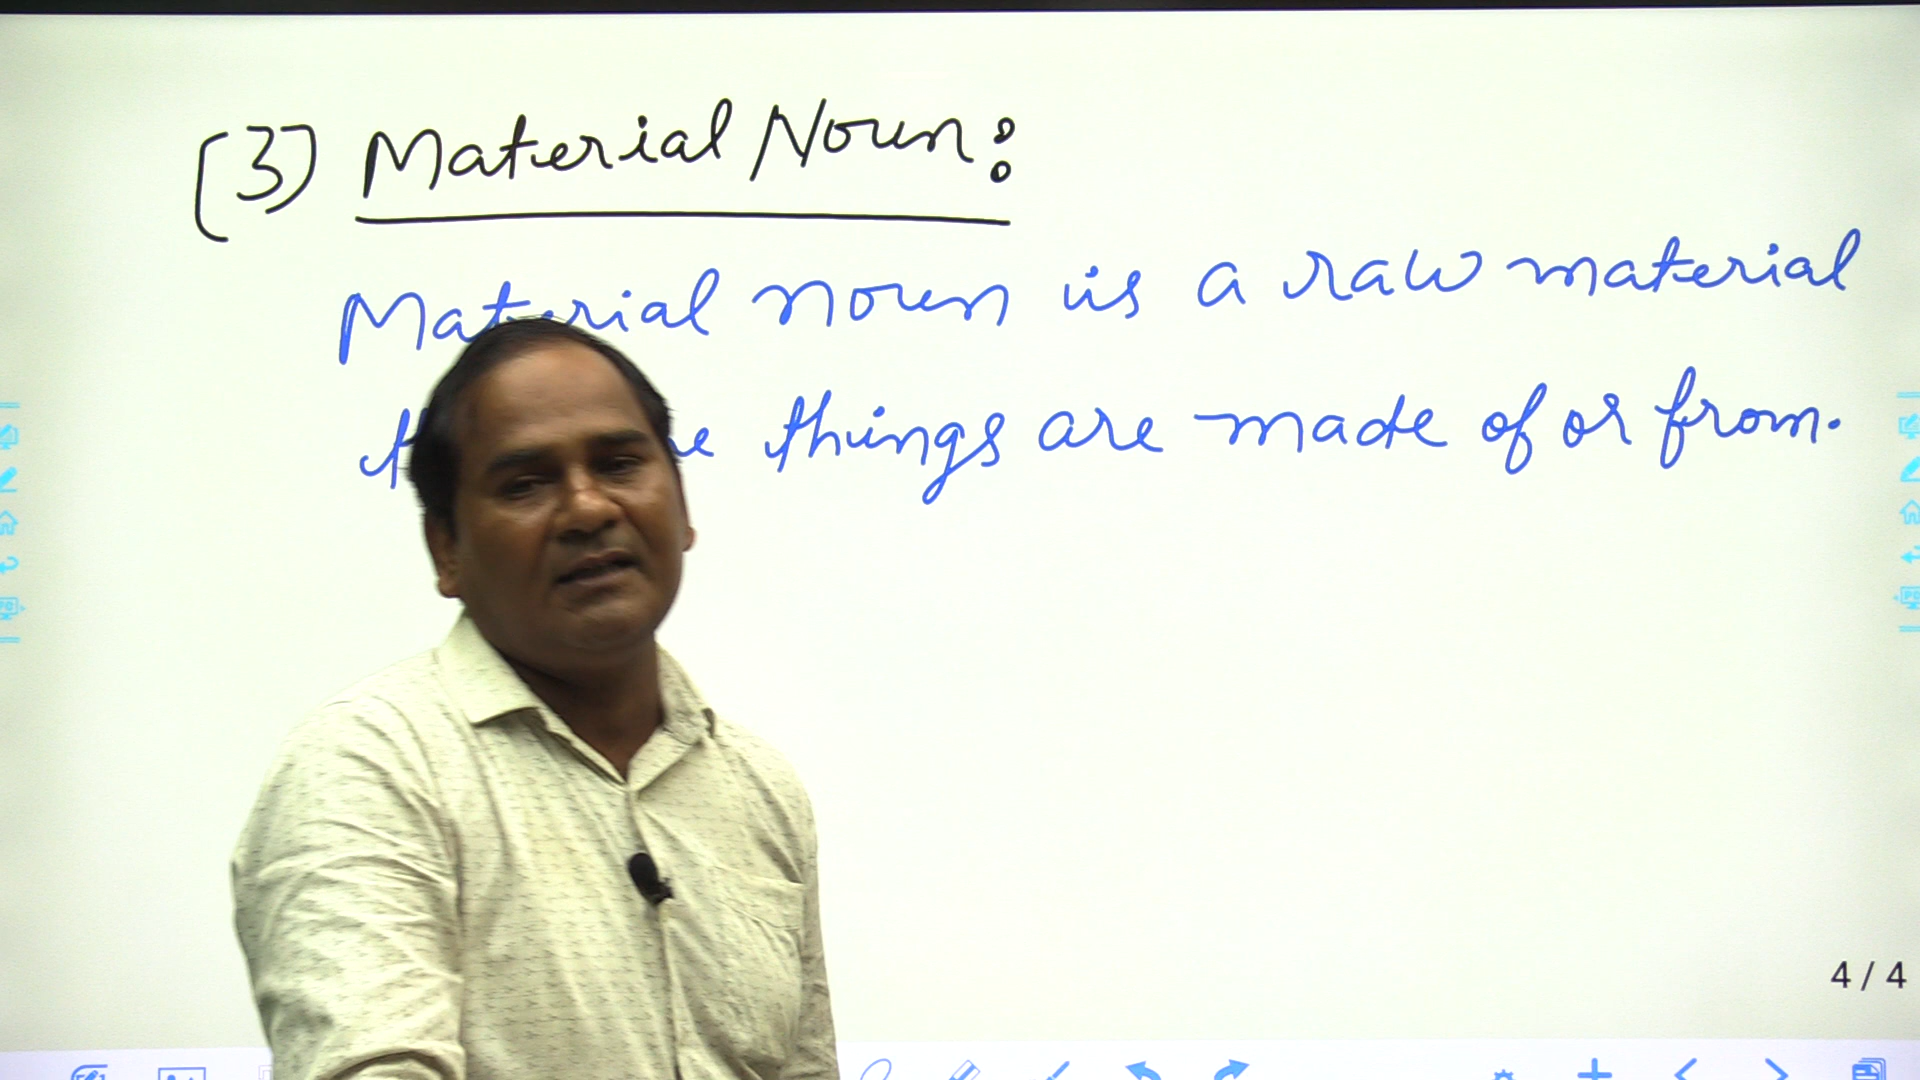 (3) Material Noun:
Material noun is a raw material
things are made of or from.
4 / 4